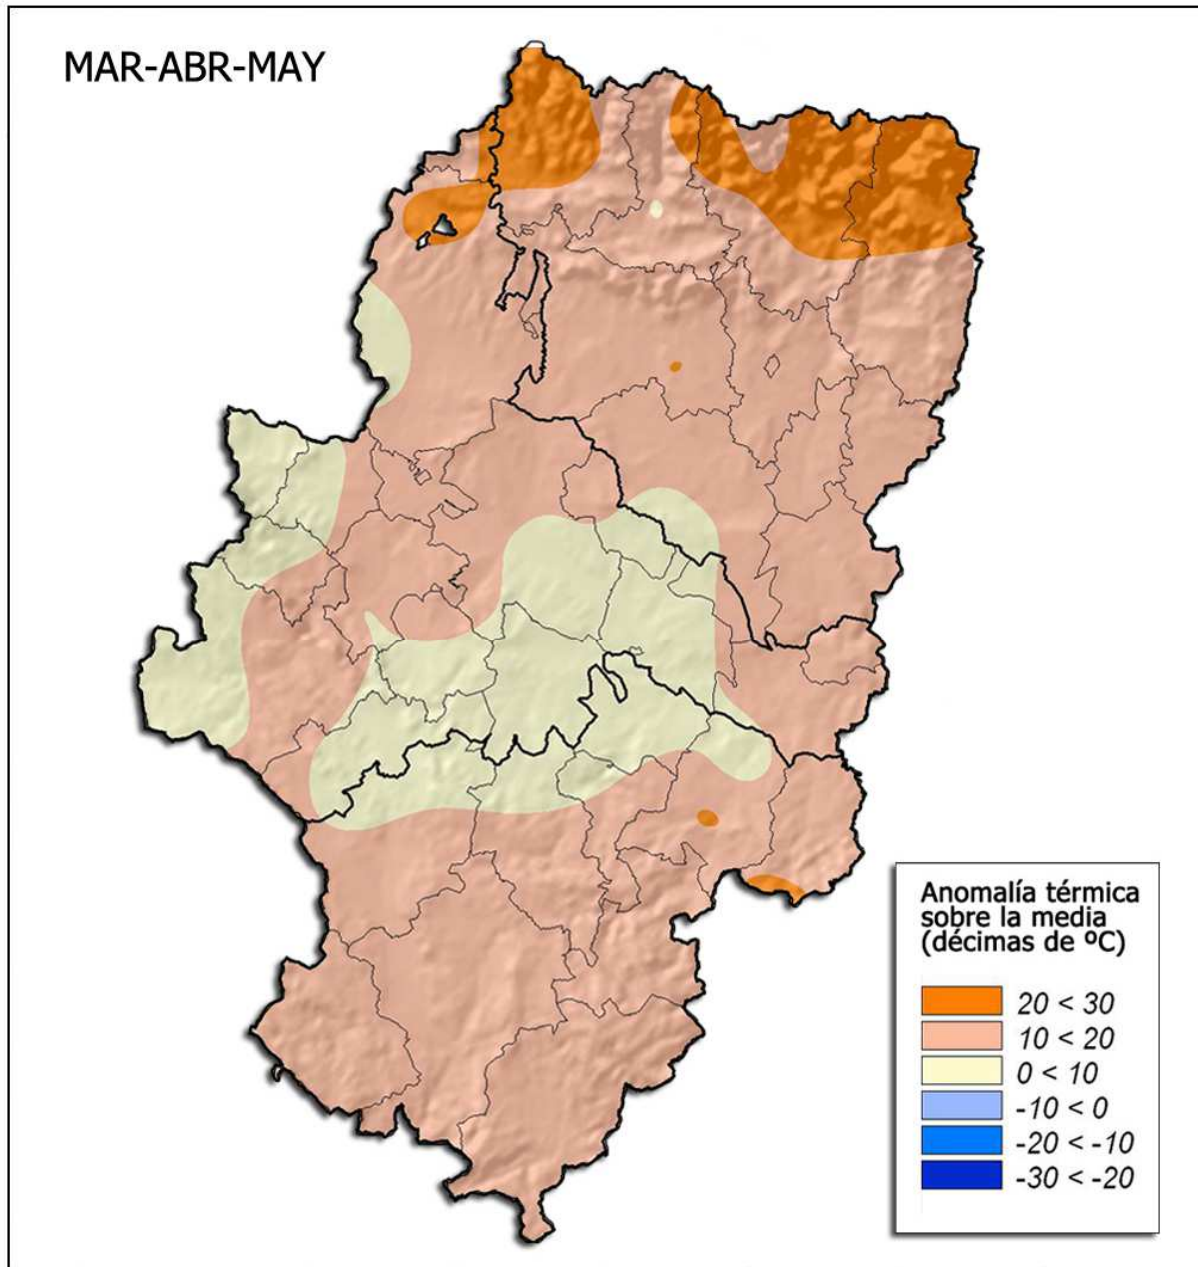 MAR-ABR-MAY
Anomalía térmica
sobre la media
(décimas de ºC)
20 < 30
10 < 20
0 < 10
-10 < 0
-20 < -10
-30 < -20